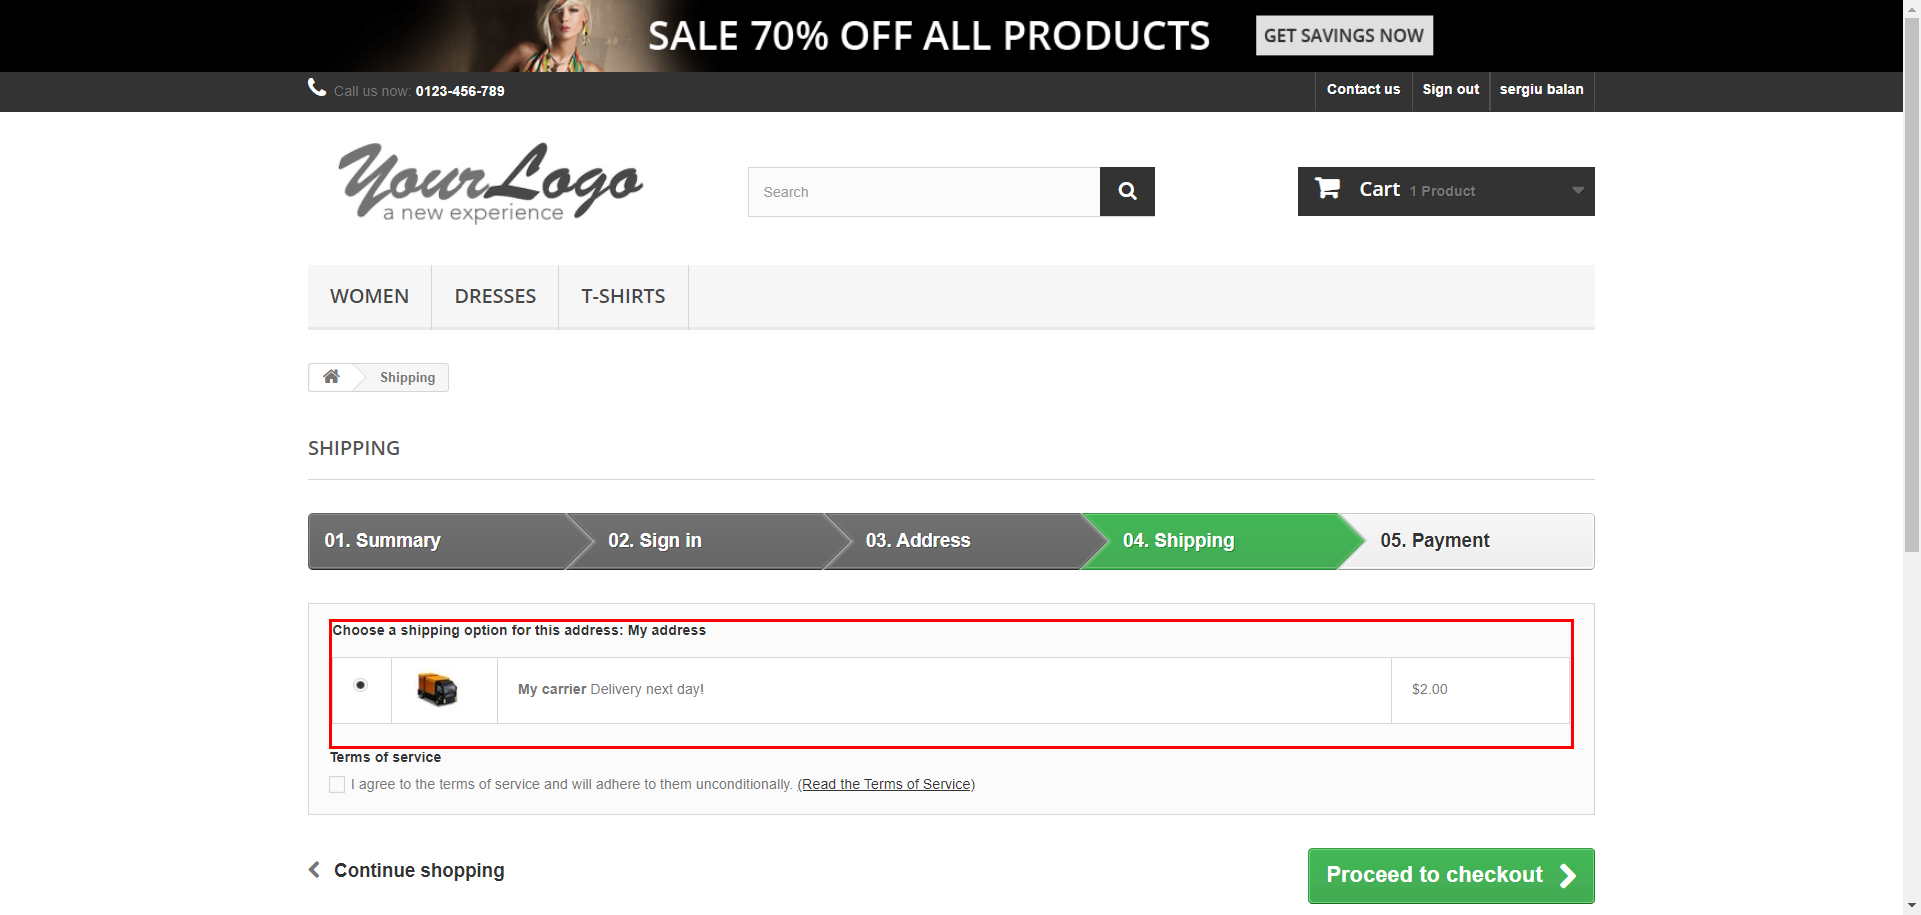 SALE 70% OFF ALL PRODUCTS GET SAVINGS NOW
Call us now: 0123-456-789 Contact us Sign out sergiu balan
Your Logo
a new experience
Search
Cart 1 Product
WOMEN DRESSES T-SHIRTS
Shipping
SHIPPING
01. Summary 02. Sign in 03. Address 04. Shipping 05. Payment
Choose a shipping option for this address: My address
My carrier Delivery next day! $2.00
Terms of service
I agree to the terms of service and will adhere to them unconditionally. (Read the Terms of Service)
Continue shopping Proceed to checkout